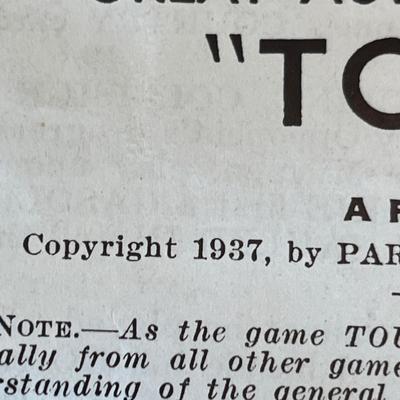 "TO
A F
Copyright 1937, by PAR
NOTE.—As the game TOU
ally from all other game
rstanding of the general